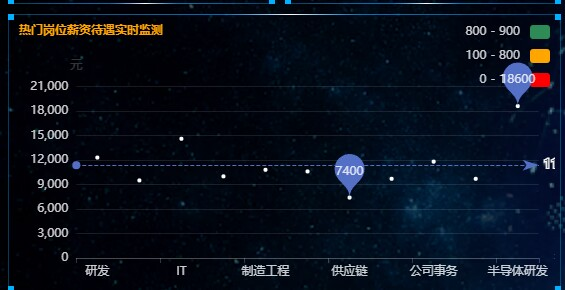 热门岗位薪资待遇实时监测
800 - 900
100 - 800
0 - 18600
元
21,000
18,000
15,000
12,000
9,000
6,000
3,000
0
7400
研发
IT
制造工程
供应链
公司事务
半导体研发